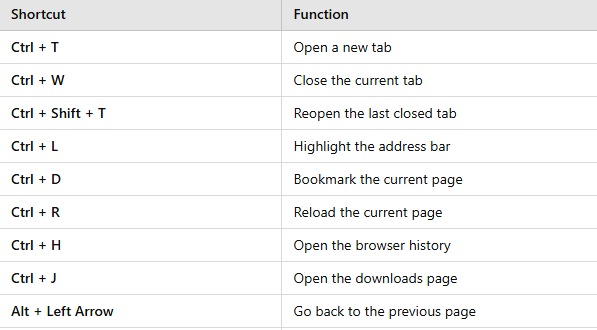 Shortcut Function
Ctrl + T Open a new tab
Ctrl + W Close the current tab
Ctrl + Shift + T Reopen the last closed tab
Ctrl + L Highlight the address bar
Ctrl + D Bookmark the current page
Ctrl + R Reload the current page
Ctrl + H Open the browser history
Ctrl + J Open the downloads page
Alt + Left Arrow Go back to the previous page